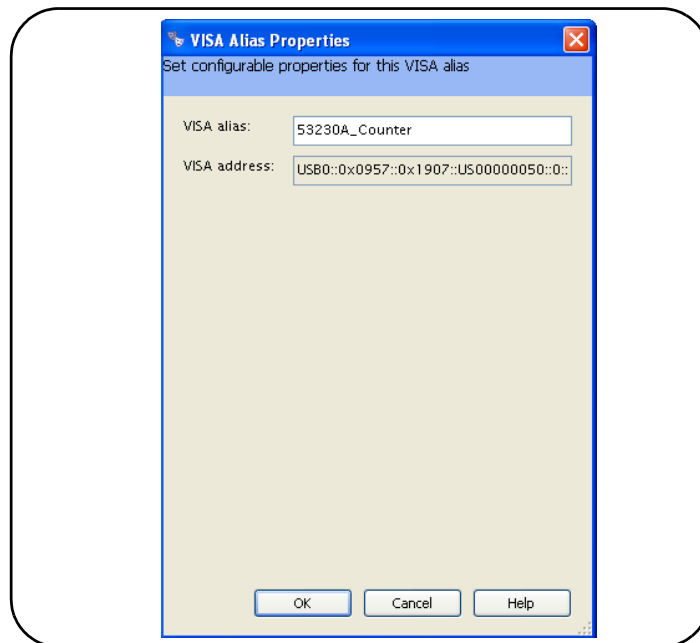 VISA Alias Properties
Set configurable properties for this VISA alias
VISA alias: 53230A_Counter
VISA address: USB0::0x0957::0x1907::US00000050::0::
OK Cancel Help